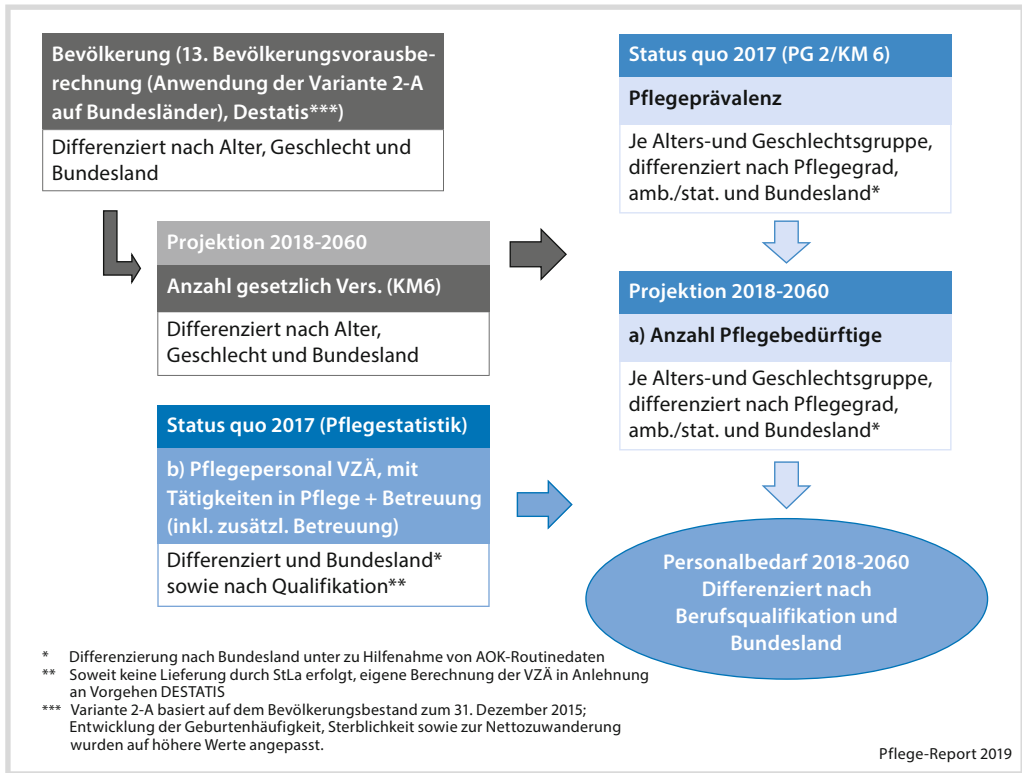 Bevölkerung (13. Bevölkerungsvorausbe-
rechnung (Anwendung der Variante 2-A
auf Bundesländer), Destatis***)
Differenziert nach Alter, Geschlecht und
Bundesland
Projektion 2018-2060
Anzahl gesetzlich Vers. (KM6)
Differenziert nach Alter,
Geschlecht und Bundesland
Status quo 2017 (Pflegestatistik)
b) Pflegepersonal VZÄ, mit
Tätigkeiten in Pflege + Betreuung
(inkl. zusätzl. Betreuung)
Differenziert und Bundesland*
sowie nach Qualifikation**
Status quo 2017 (PG 2/KM 6)
Pflegeprävalenz
Je Alters-und Geschlechtsgruppe,
differenziert nach Pflegegrad,
amb./stat. und Bundesland*
Projektion 2018-2060
a) Anzahl Pflegebedürftige
Je Alters-und Geschlechtsgruppe,
differenziert nach Pflegegrad,
amb./stat. und Bundesland*
Personalbedarf 2018-2060
Differenziert nach
Berufsqualifikation und
Bundesland
* Differenzierung nach Bundesland unter zu Hilfenahme von AOK-Routinedaten
** Soweit keine Lieferung durch StLa erfolgt, eigene Berechnung der VZÄ in Anlehnung
an Vorgehen DESTATIS
*** Variante 2-A basiert auf dem Bevölkerungsbestand zum 31. Dezember 2015;
Entwicklung der Geburtenhäufigkeit, Sterblichkeit sowie zur Nettozuwanderung
wurden auf höhere Werte angepasst.
Pflege-Report 2019